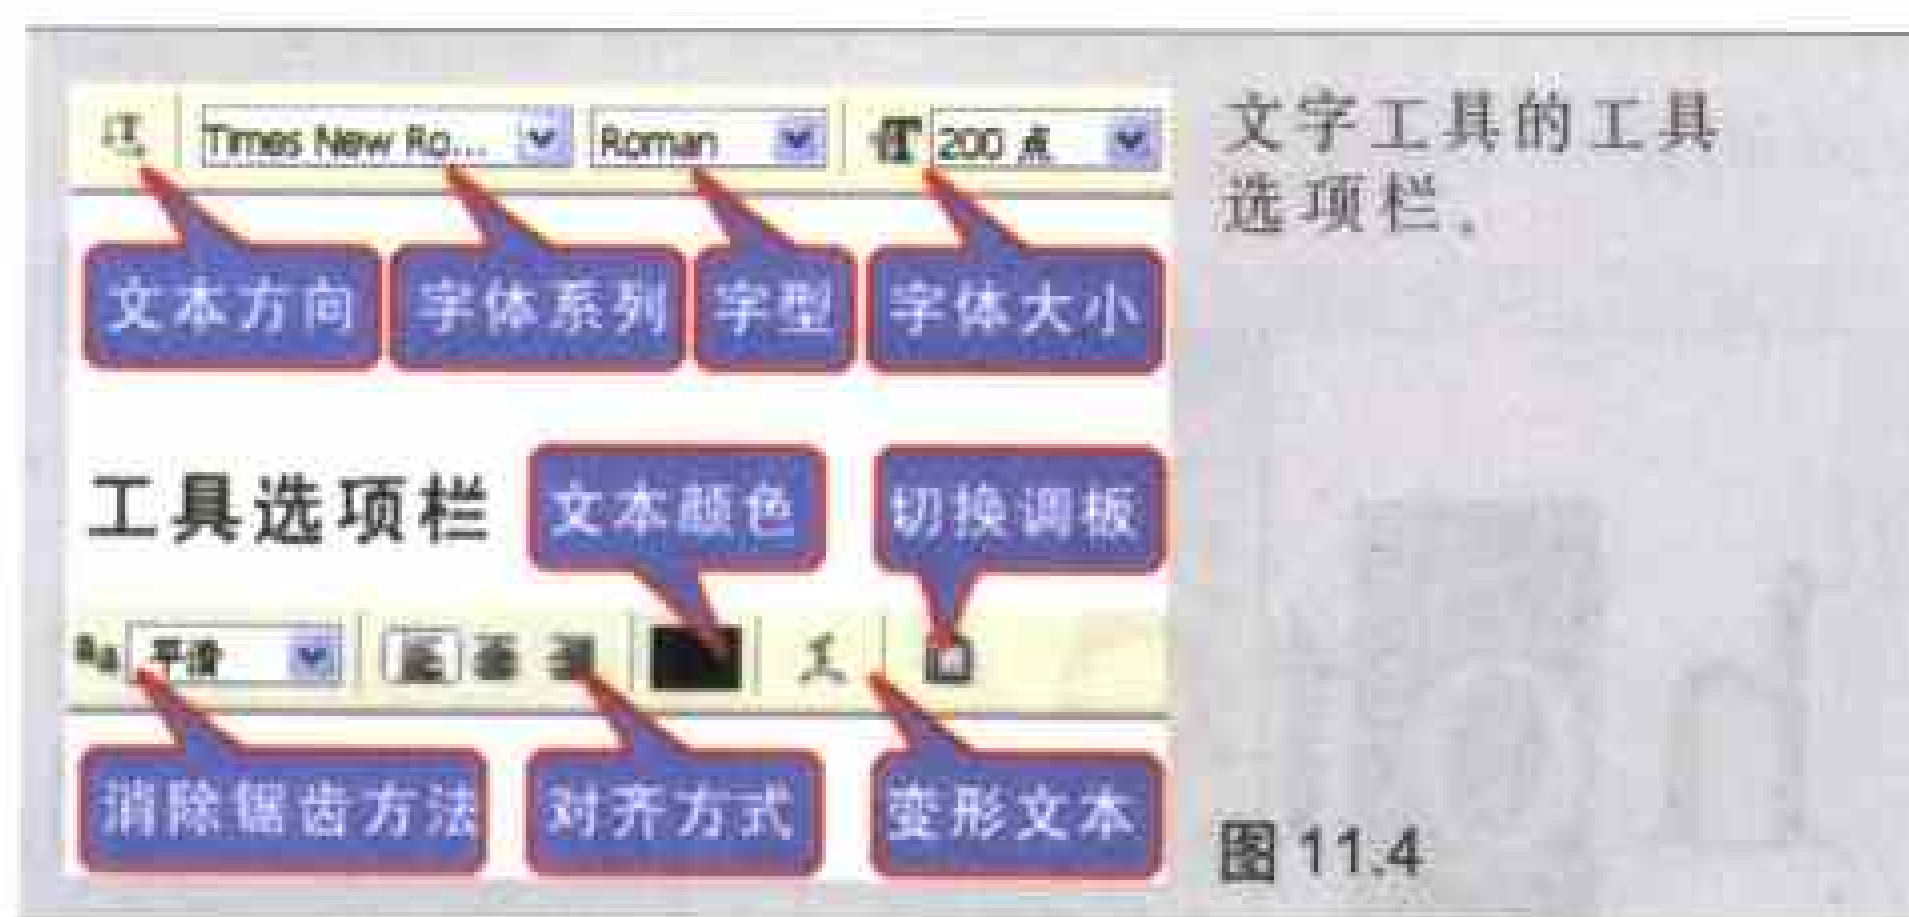 Times New Ro... Roman T 200 点
文本方向 字体系列 字型 字体大小
工具选项栏 文本颜色 切换调板
aa 平滑
消除锯齿方法 对齐方式 变形文本
文字工具的工具
选项栏。
图 11.4